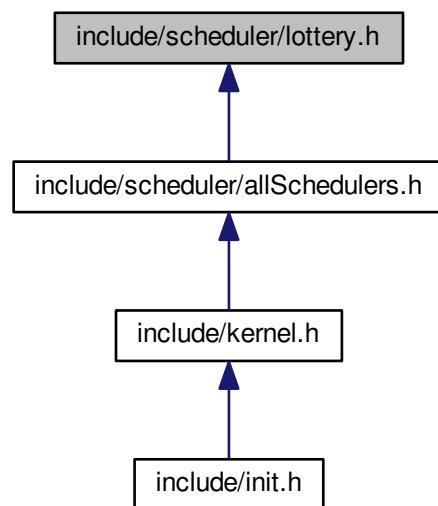 include/scheduler/lottery.h
include/scheduler/allSchedulers.h
include/kernel.h
include/init.h